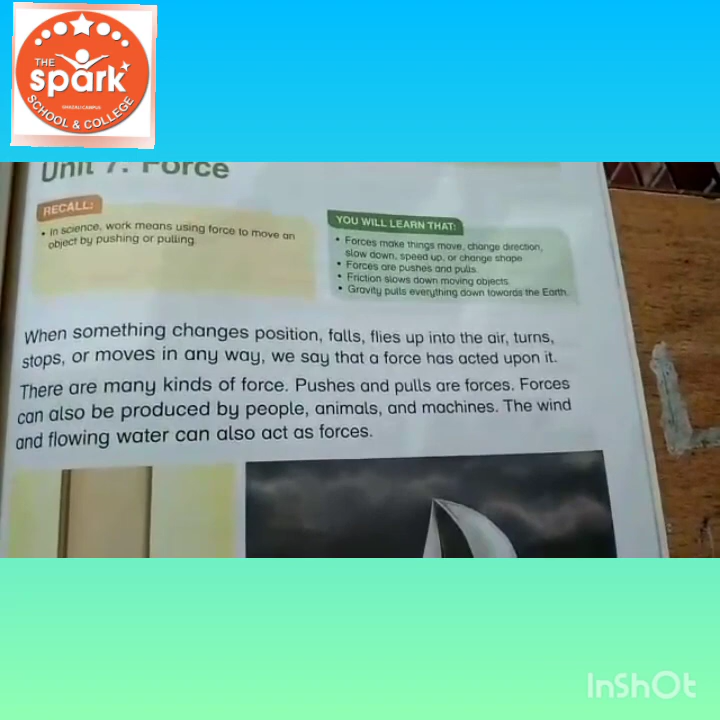 THE
spark
SCHOOL & COLLEGE
Unit 7: Force
RECALL:
• In science, work means using force to move an
object by pushing or pulling.
YOU WILL LEARN THAT:
• Forces make things move, change direction,
slow down, speed up, or change shape
• Forces are pushes and pulls.
• Friction slows down moving objects.
• Gravity pulls everything down towards the Earth.
When something changes position, falls, flies up into the air, turns,
stops, or moves in any way, we say that a force has acted upon it.
There are many kinds of force. Pushes and pulls are forces. Forces
can also be produced by people, animals, and machines. The wind
and flowing water can also act as forces.
InShOt